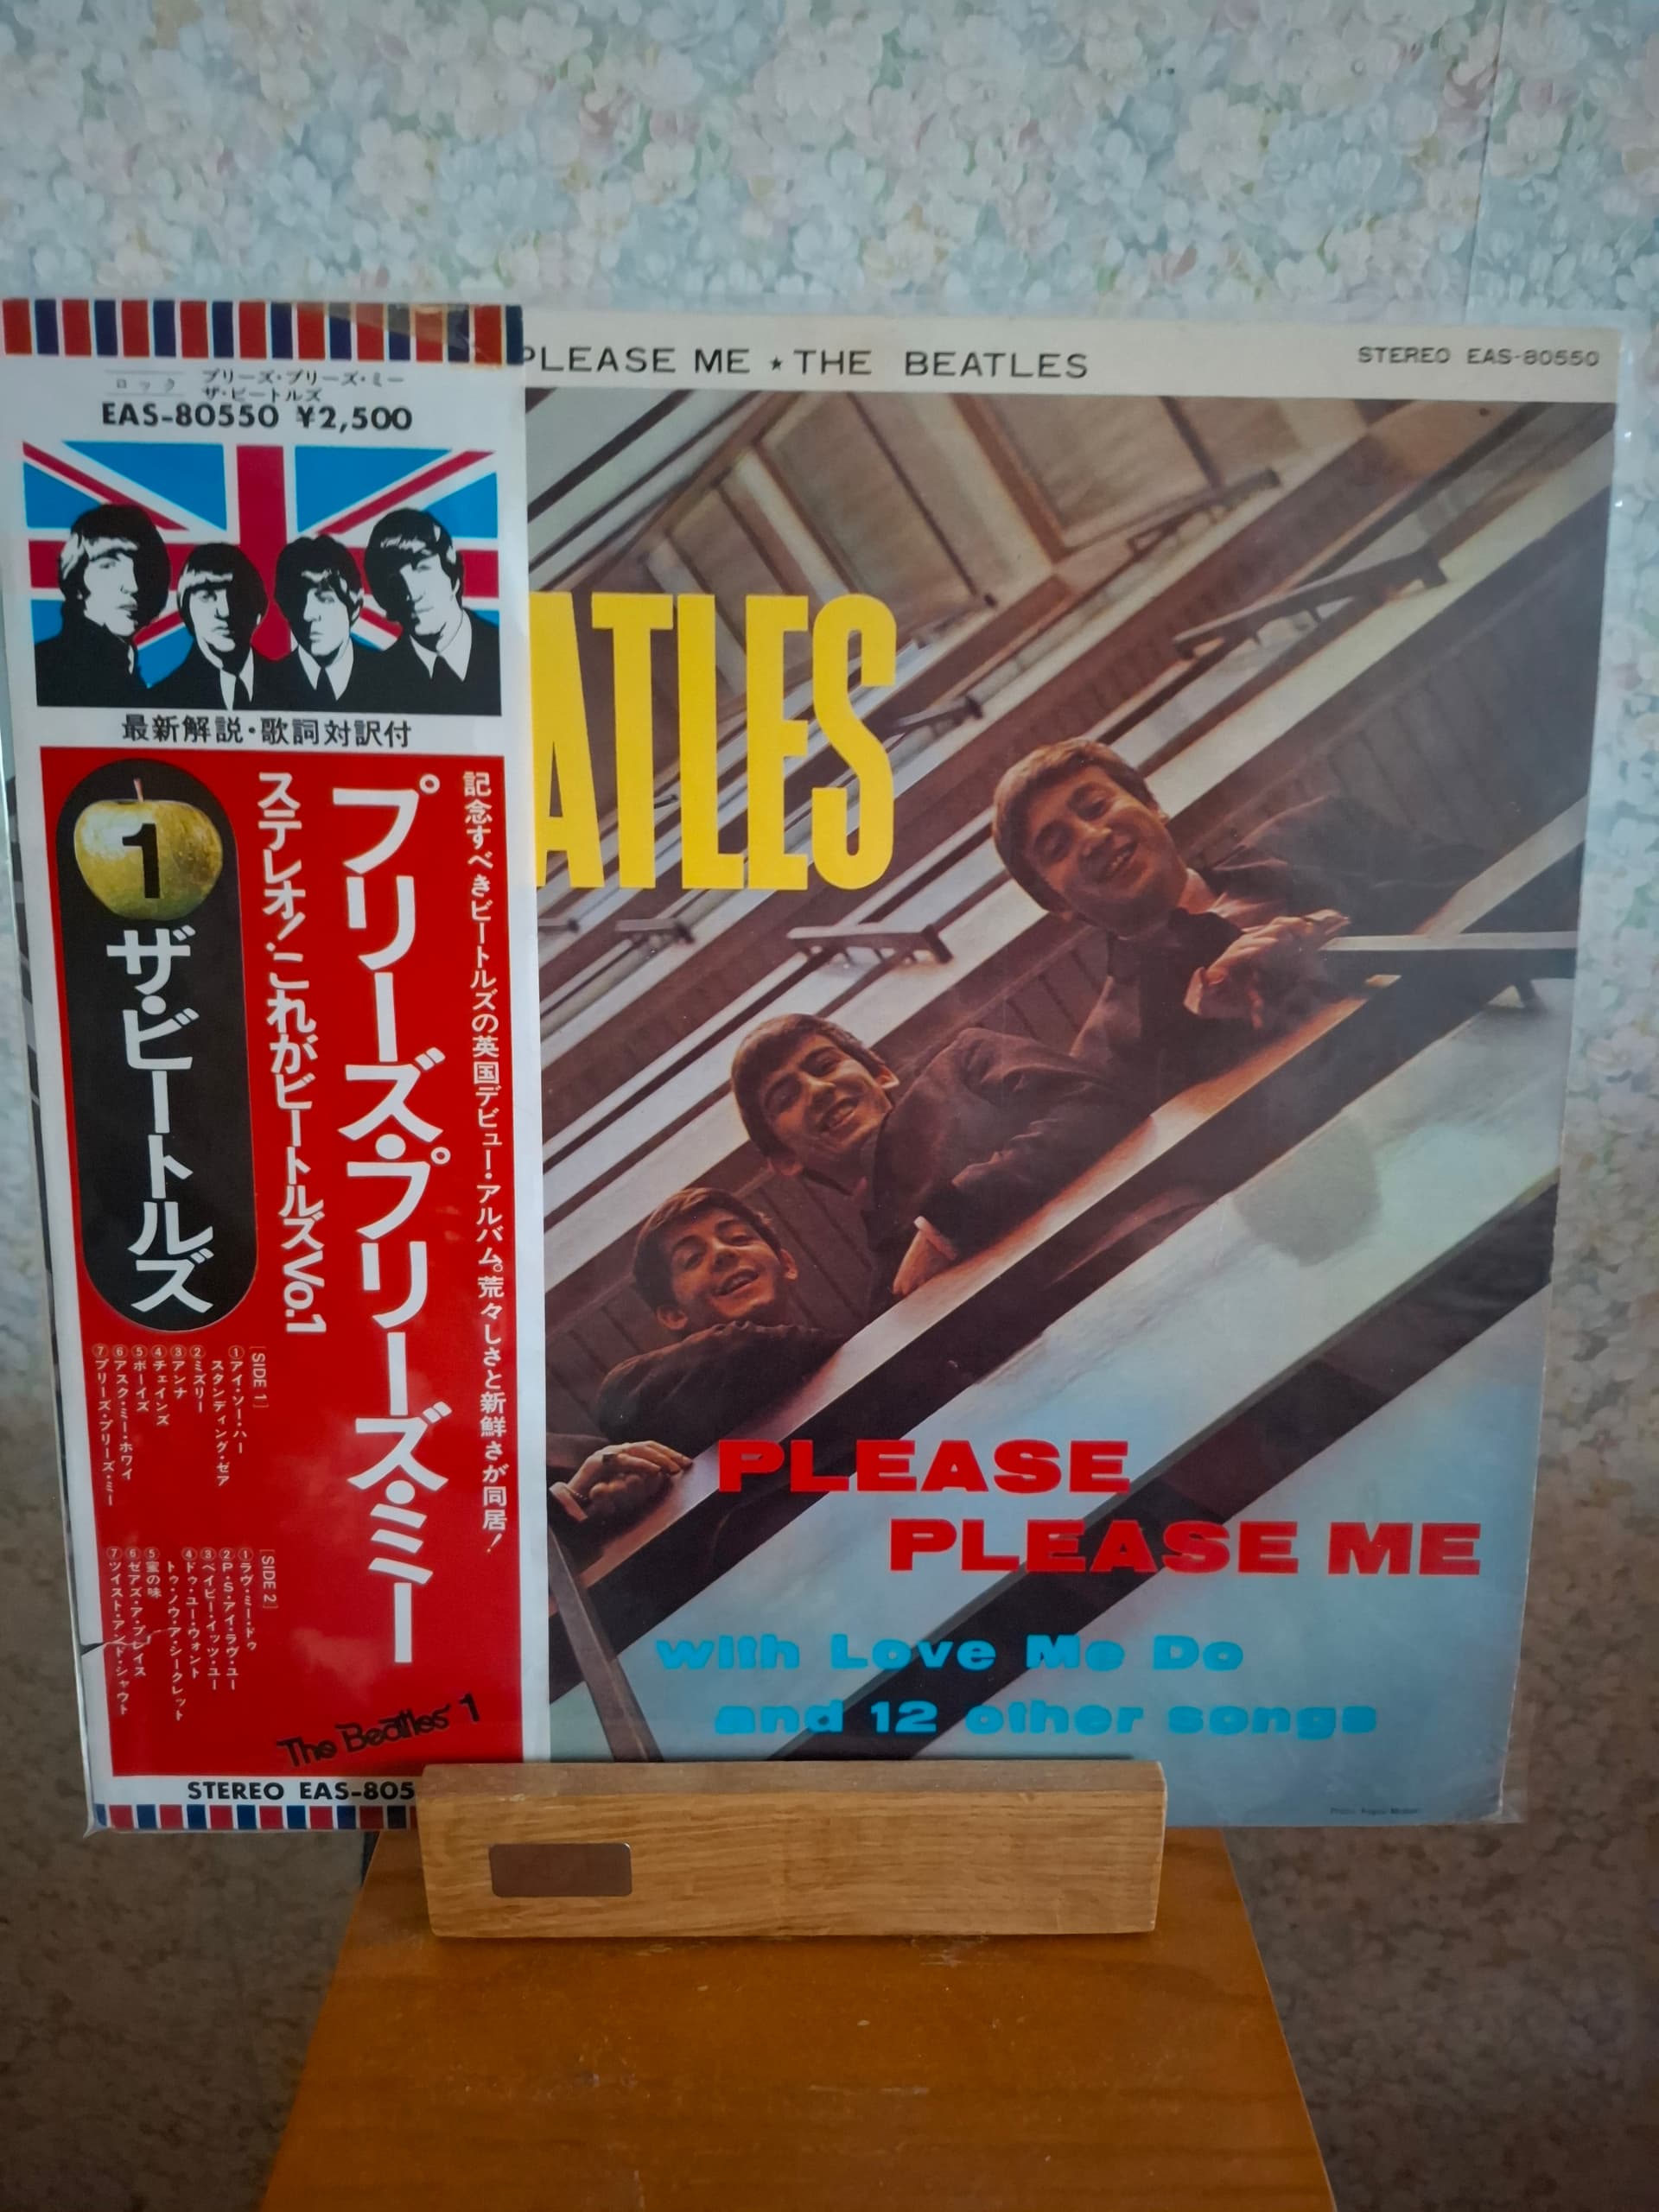 ロック
プリーズ・プリーズ・ミー
ザ・ビートルズ
EAS-80550 ¥2,500
最新解説・歌詞対訳付
記念すべきビートルズの英国デビュー・アルバム。荒々しさと新鮮さが同居!
プリーズ・プリーズ・ミー
ステレオ!これがビートルズVo.1
1
ザ・ビートルズ
[SIDE 1]
①アイ・ソー・ハー
スタンディング・ゼア
②ミズリー
③アンナ
④チェインズ
⑤ボーイズ
⑥アスク・ミー・ホワイ
⑦プリーズ・プリーズ・ミー
[SIDE 2]
①ラヴ・ミー・ドゥ
②P・S・アイ・ラヴ・ユー
③ベイビー・イッツ・ユー
④ドゥ・ユー・ウォント
トゥ・ノウ・ア・シークレット
⑤蜜の味
⑥ゼアズ・ア・プレイス
⑦ツイスト・アンド・シャウト
The Beatles 1
STEREO EAS-805
PLEASE ME ★ THE BEATLES
STEREO EAS-80550
ATLES
PLEASE
PLEASE ME
with Love Me Do
and 12 other songs